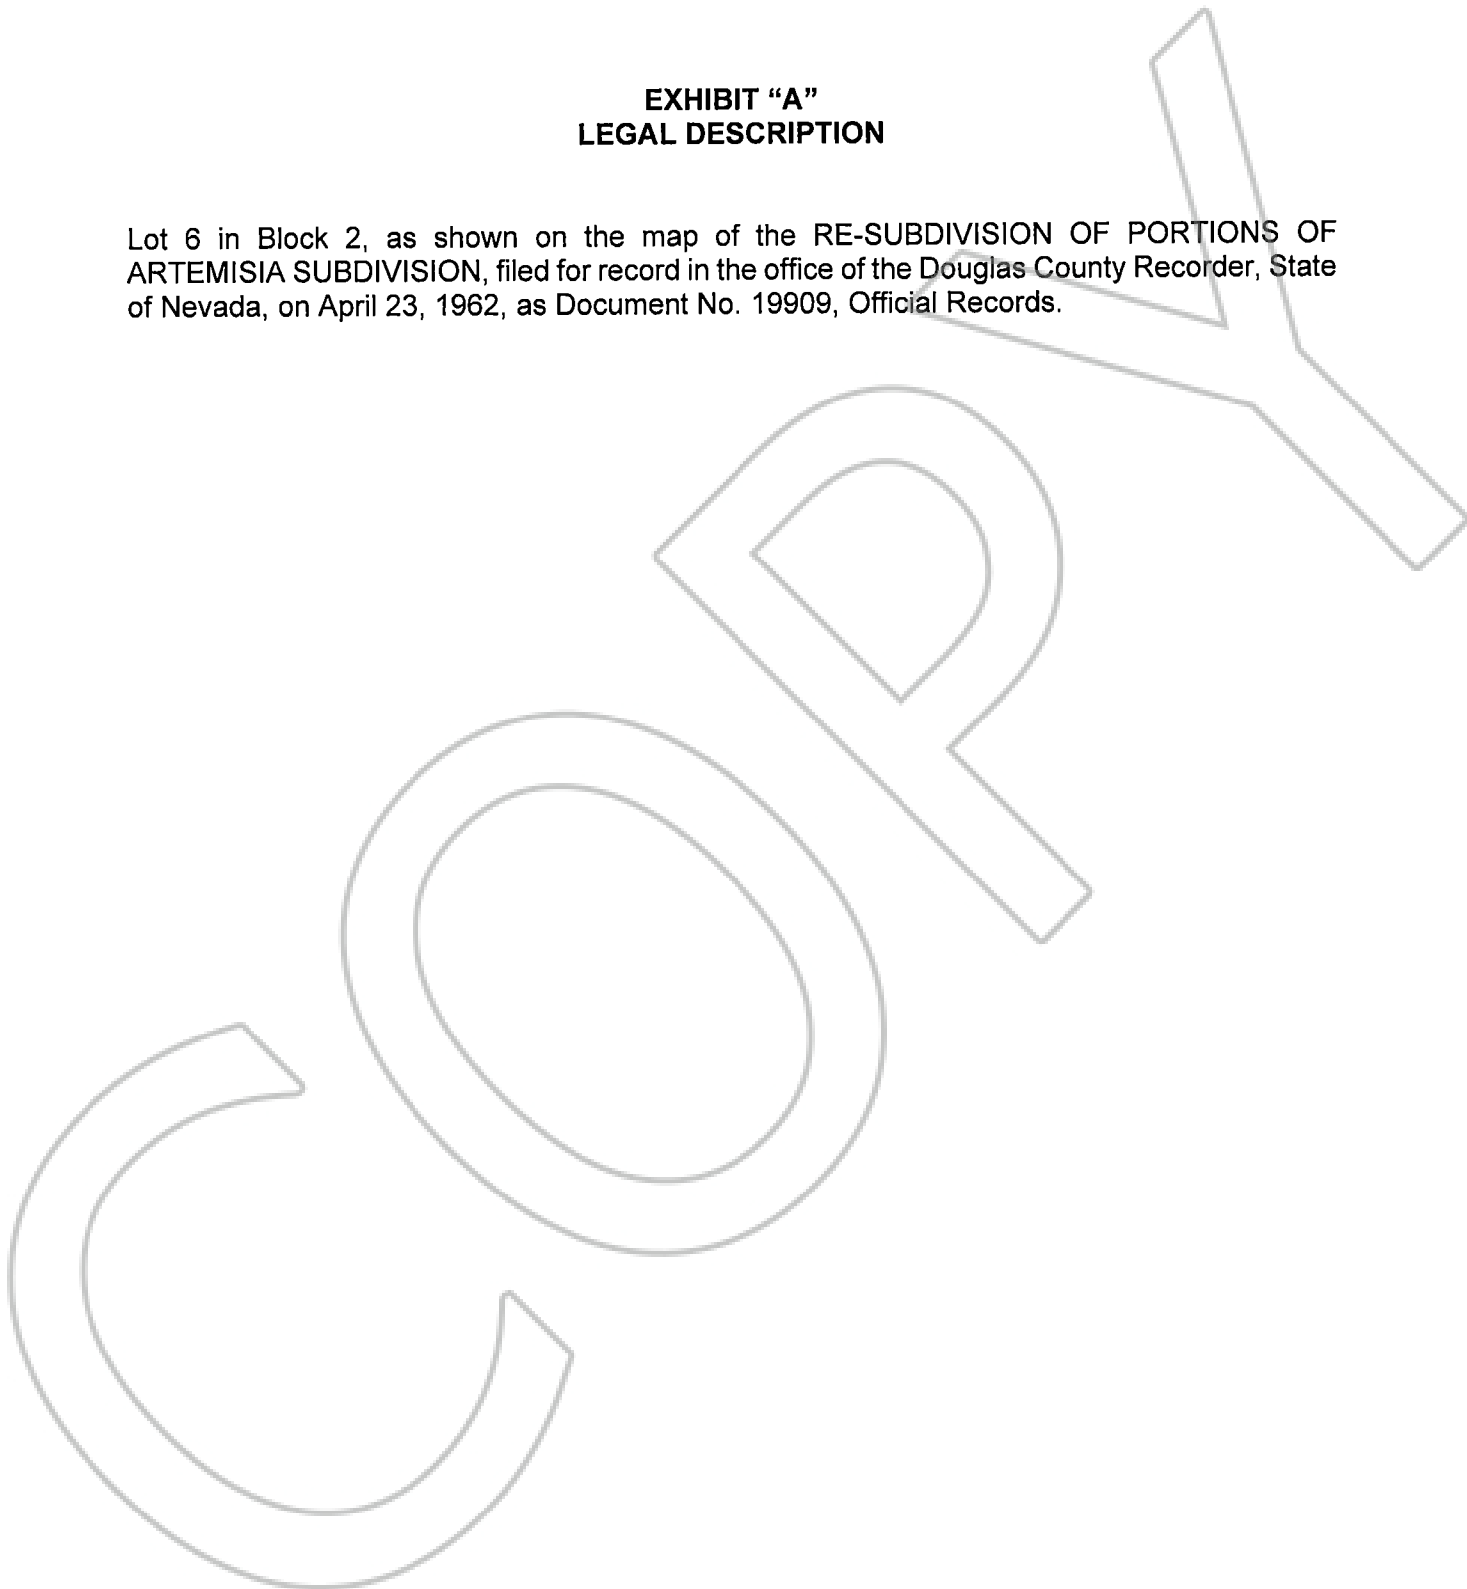 EXHIBIT “A”
LEGAL DESCRIPTION
Lot 6 in Block 2, as shown on the map of the RE-SUBDIVISION OF PORTIONS OF
ARTEMISIA SUBDIVISION, filed for record in the office of the Douglas County Recorder, State
of Nevada, on April 23, 1962, as Document No. 19909, Official Records.
COPY